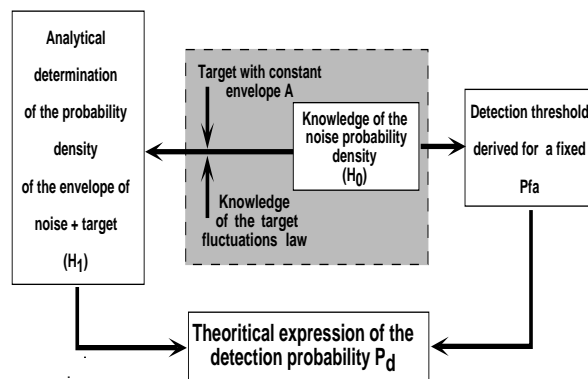 Analytical
determination
of the probability
density
of the envelope of
noise + target
(H1)
Target with constant
envelope A
Knowledge of the
noise probability
density
(H0)
Knowledge
of the target
fluctuations law
Detection threshold
derived for a fixed
Pfa
Theoritical expression of the
detection probability Pd